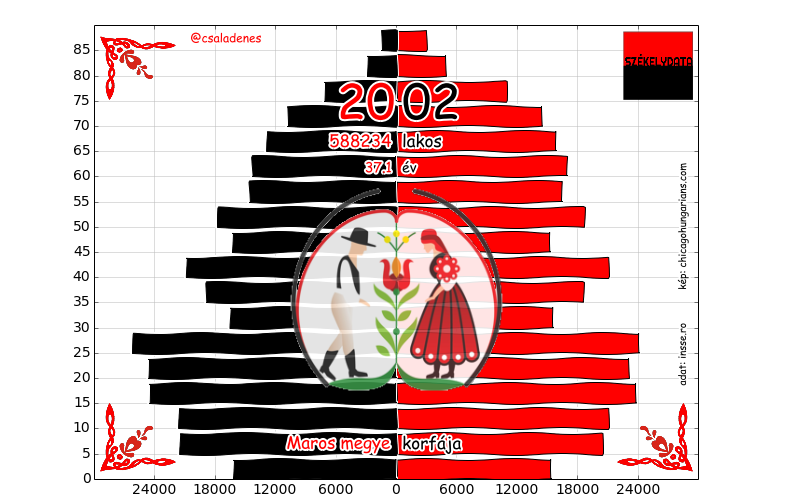 @csaladenes
SZÉKELYDATA
2002
588234 lakos
37.1 év
kép: chicagohungarians.com
adat: insse.ro
Maros megye korfája
85
80
75
70
65
60
55
50
45
40
35
30
25
20
15
10
5
0
24000 18000 12000 6000 0 6000 12000 18000 24000